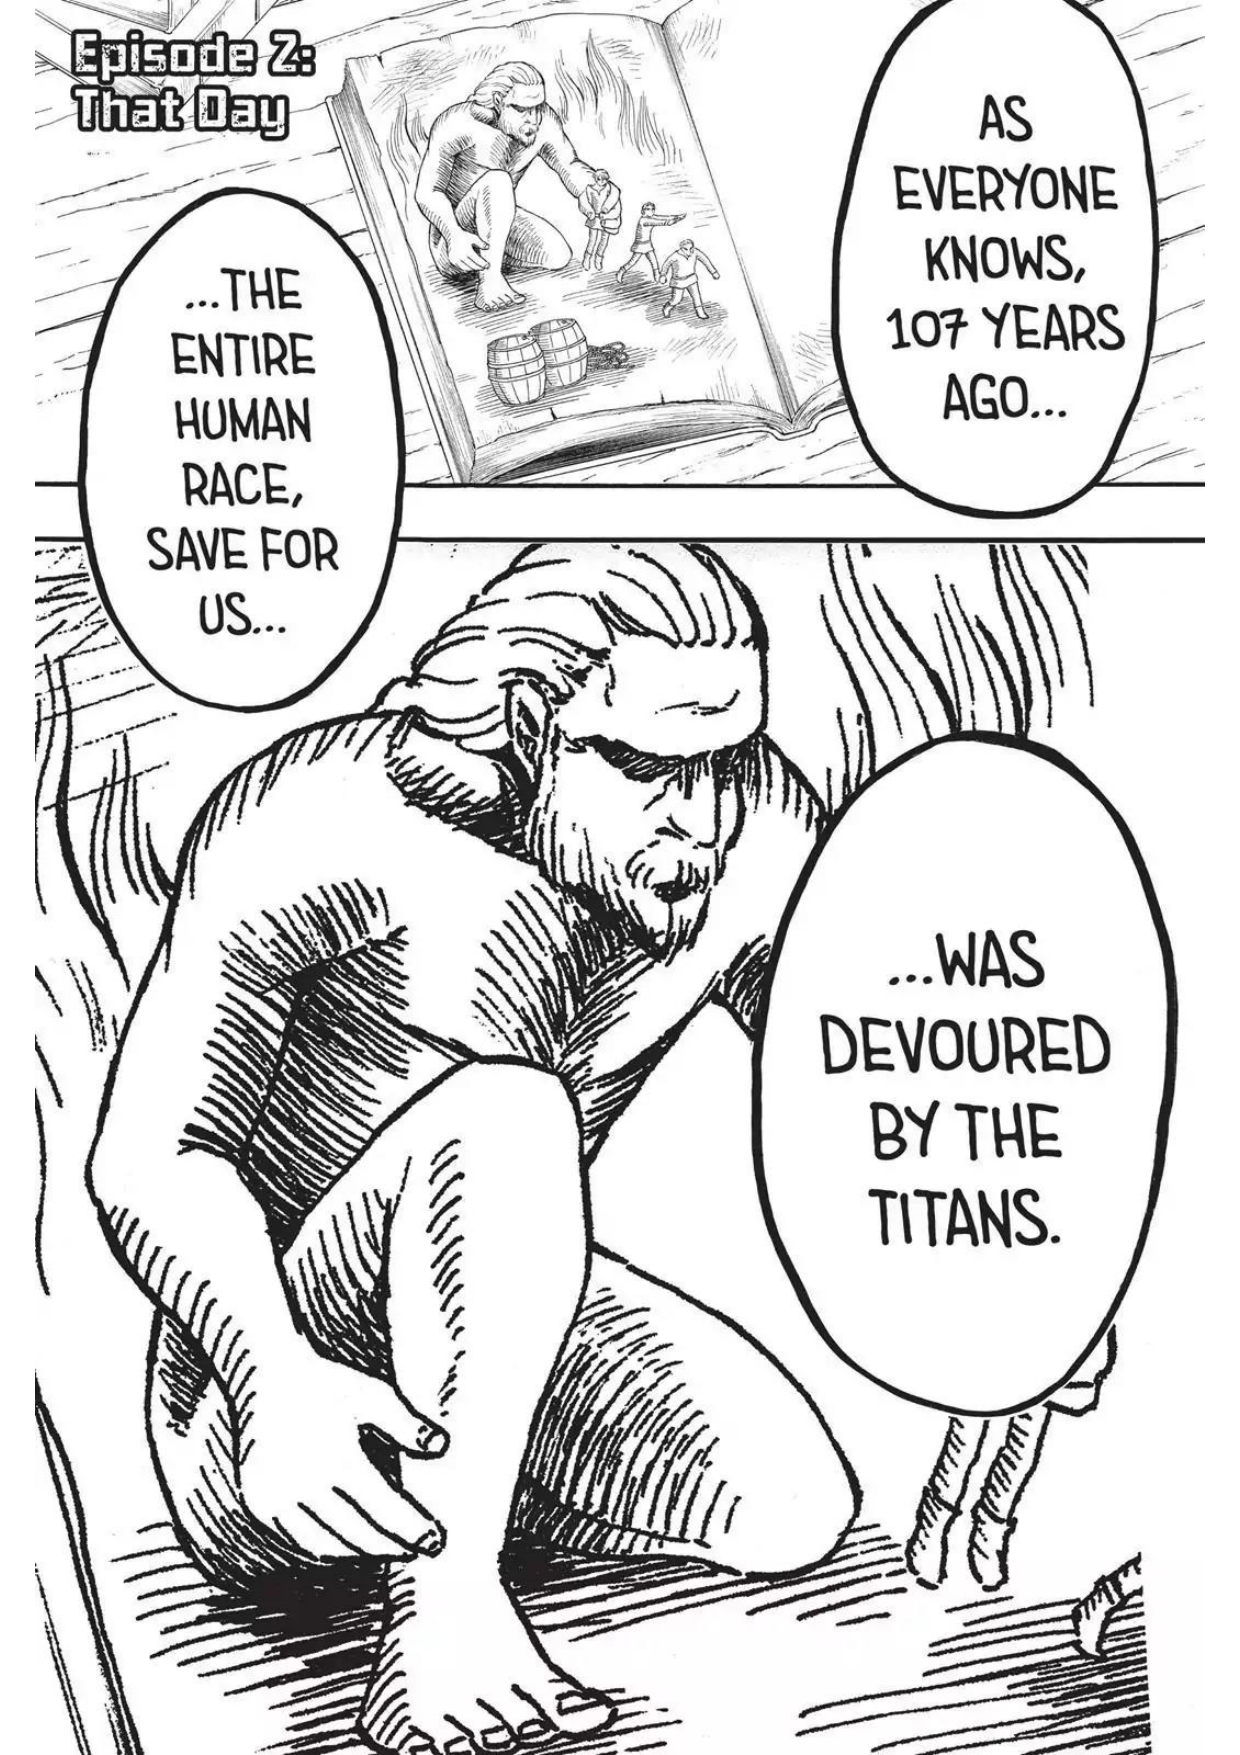 Episode 2:
That Day
AS
EVERYONE
KNOWS,
107 YEARS
AGO...
...THE
ENTIRE
HUMAN
RACE,
SAVE FOR
US...
...WAS
DEVOURED
BY THE
TITANS.